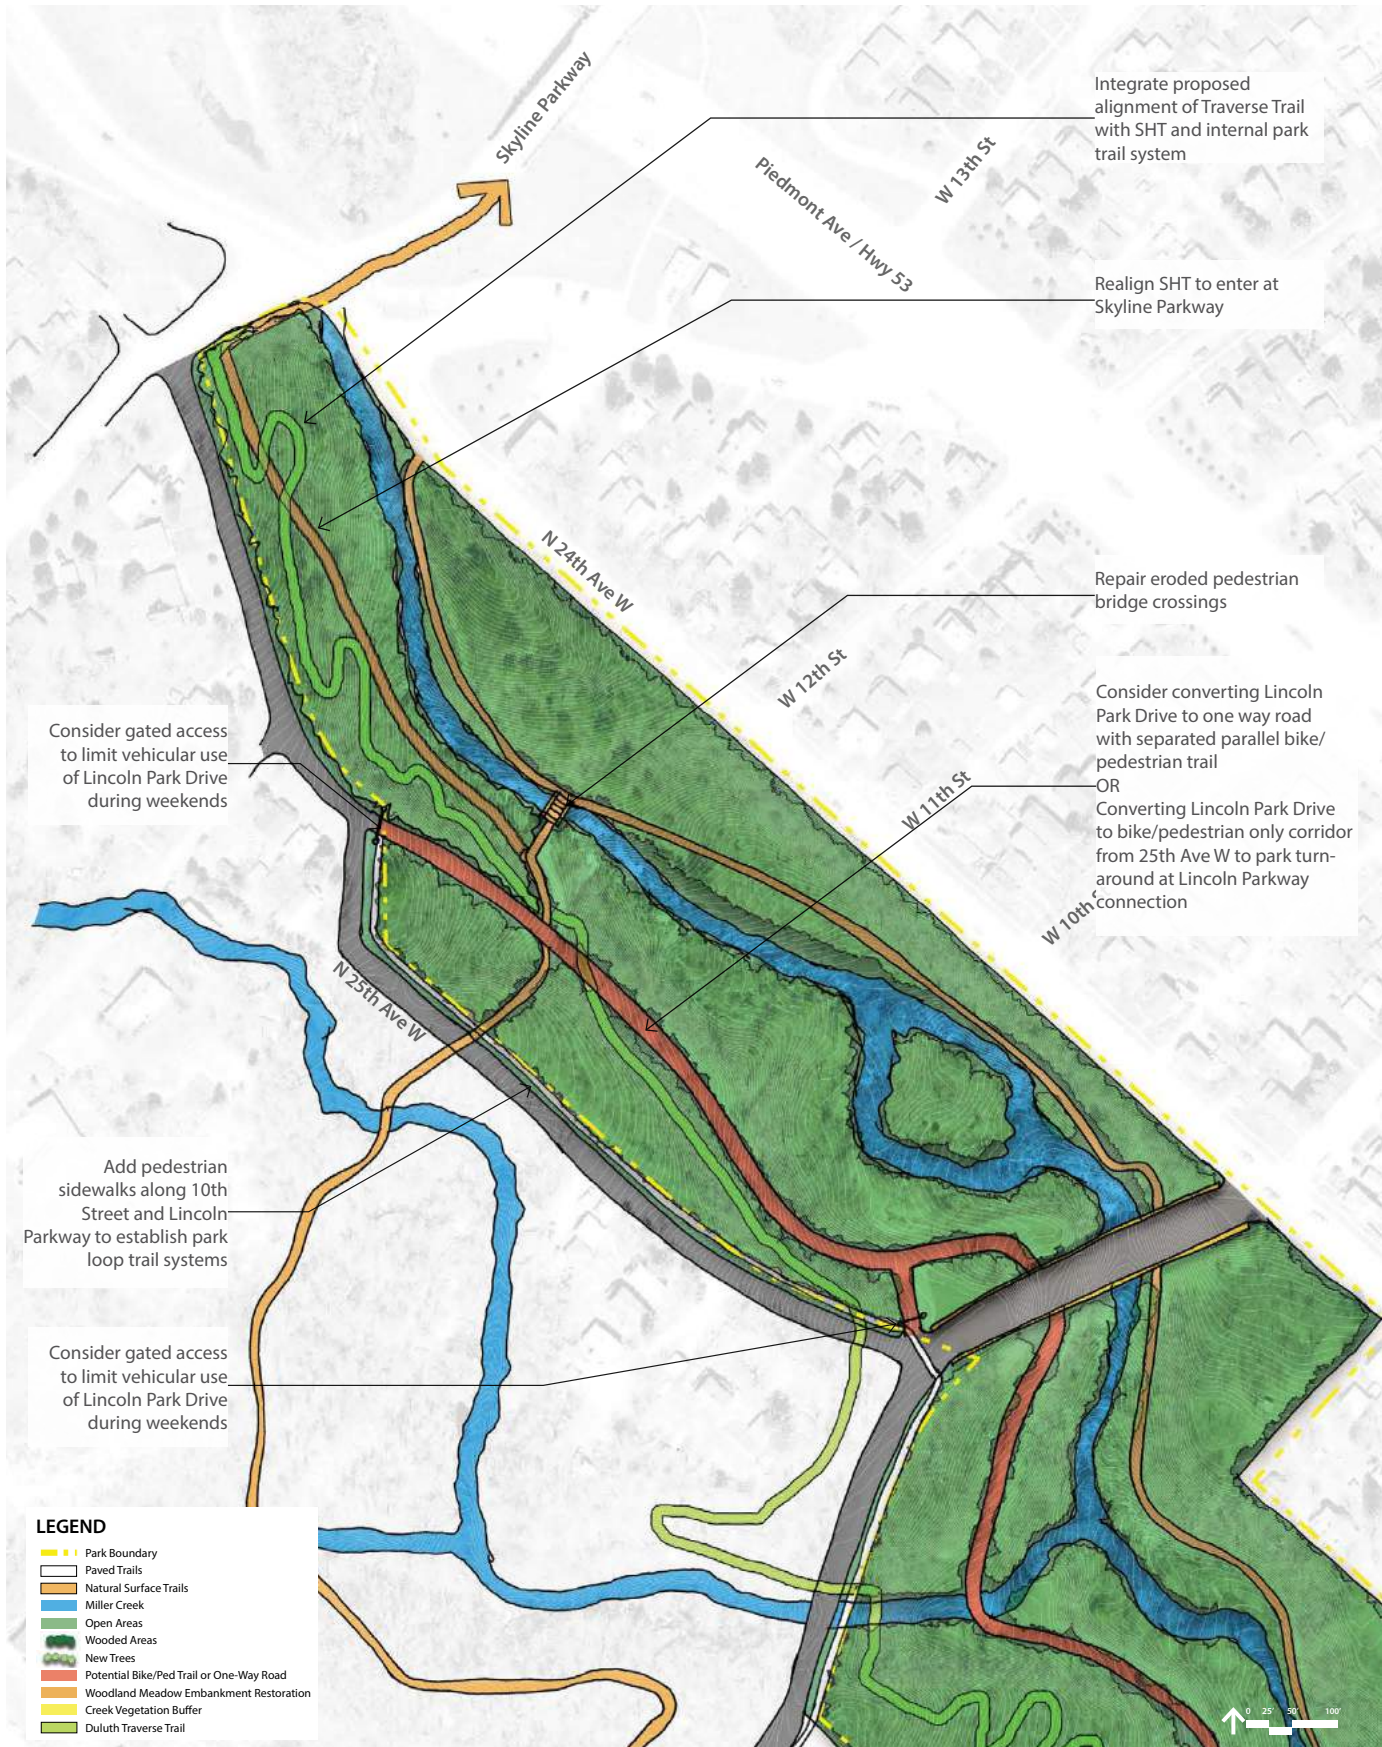 Skyline Parkway
Integrate proposed
alignment of Traverse Trail
with SHT and internal park
trail system
W 13th St
Piedmont Ave / Hwy 53
Realign SHT to enter at
Skyline Parkway
N 24th Ave W
Repair eroded pedestrian
bridge crossings
W 12th St
Consider converting Lincoln
Park Drive to one way road
with separated parallel bike/
pedestrian trail
OR
Converting Lincoln Park Drive
to bike/pedestrian only corridor
from 25th Ave W to park turn-
around at Lincoln Parkway
connection
Consider gated access
to limit vehicular use
of Lincoln Park Drive
during weekends
W 11th St
W 10th
N 25th Ave W
Add pedestrian
sidewalks along 10th
Street and Lincoln
Parkway to establish park
loop trail systems
Consider gated access
to limit vehicular use
of Lincoln Park Drive
during weekends
LEGEND
Park Boundary
Paved Trails
Natural Surface Trails
Miller Creek
Open Areas
Wooded Areas
New Trees
Potential Bike/Ped Trail or One-Way Road
Woodland Meadow Embankment Restoration
Creek Vegetation Buffer
Duluth Traverse Trail
0 25' 50' 100'